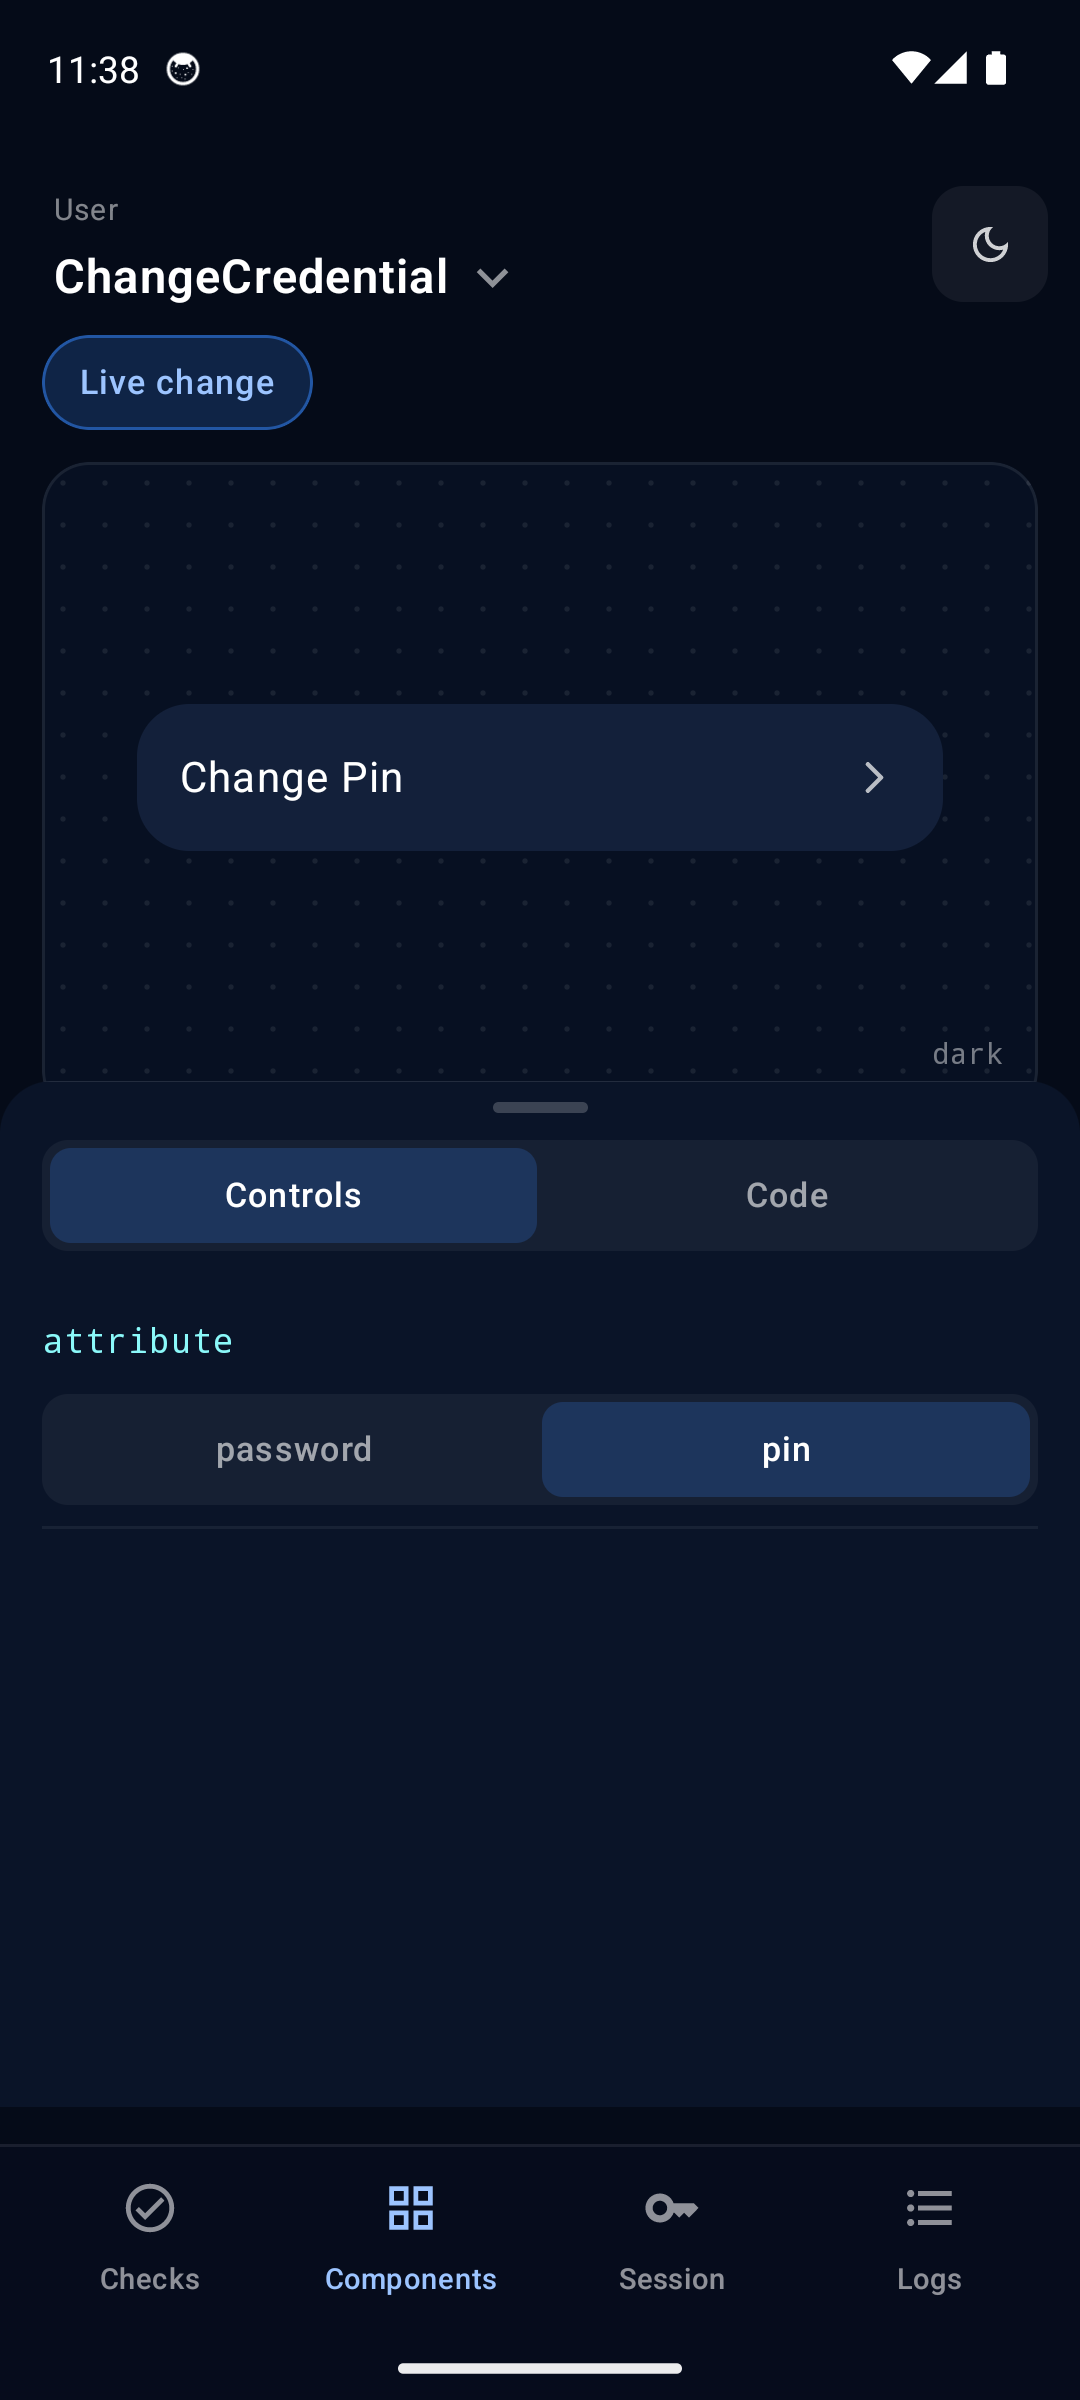 11:38
User
ChangeCredential
Live change
Change Pin
dark
Controls
Code
attribute
password
pin
Checks
Components
Session
Logs